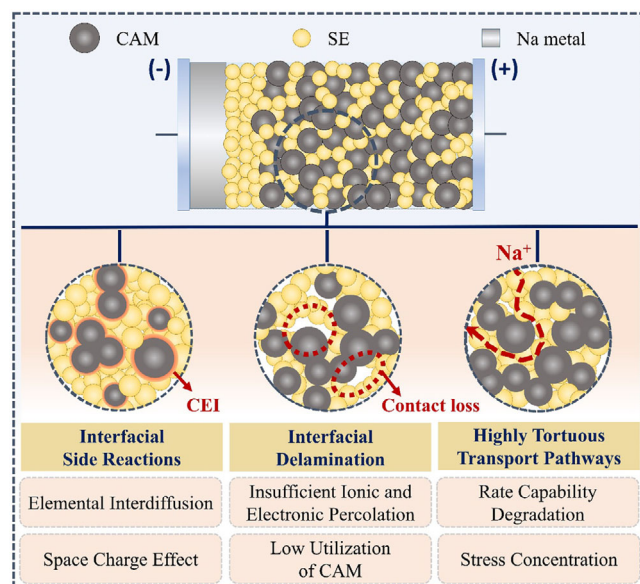 CAM
SE
Na metal
(-)
(+)
Na⁺
CEI
Contact loss
Interfacial
Side Reactions
Interfacial
Delamination
Highly Tortuous
Transport Pathways
Elemental Interdiffusion
Insufficient Ionic and
Electronic Percolation
Rate Capability
Degradation
Space Charge Effect
Low Utilization
of CAM
Stress Concentration